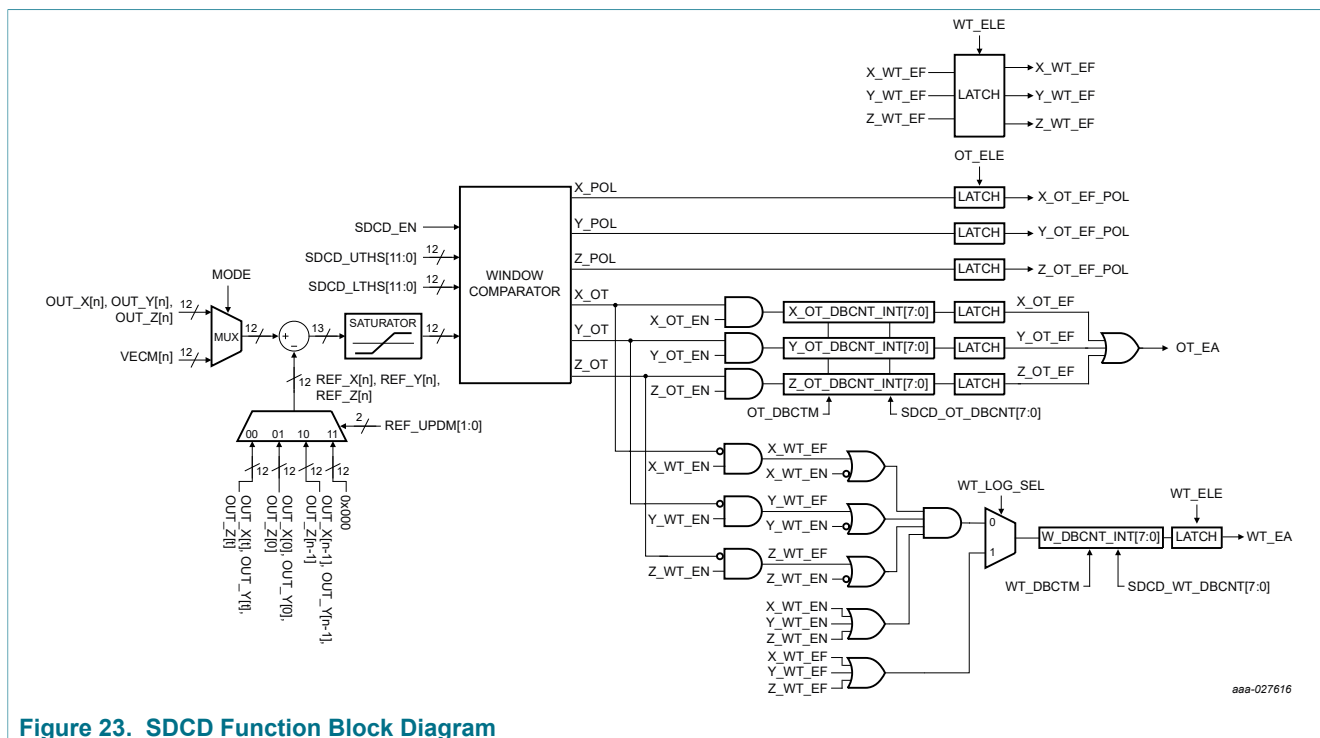 WT_ELE
X_WT_EF
Y_WT_EF
Z_WT_EF
LATCH
X_WT_EF
Y_WT_EF
Z_WT_EF
OT_ELE
X_POL
LATCH
X_OT_EF_POL
Y_POL
LATCH
Y_OT_EF_POL
Z_POL
LATCH
Z_OT_EF_POL
SDCD_EN
SDCD_UTHS[11:0]
12
SDCD_LTHS[11:0]
12
WINDOW
COMPARATOR
MODE
OUT_X[n], OUT_Y[n],
OUT_Z[n]
12
VECM[n]
12
MUX
12
+
-
13
SATURATOR
12
12
REF_X[n], REF_Y[n],
REF_Z[n]
2
REF_UPDM[1:0]
00
01
10
11
12
12
12
12
OUT_X[t], OUT_Y[t],
OUT_Z[t]
OUT_X[0], OUT_Y[0],
OUT_Z[0]
OUT_X[n-1], OUT_Y[n-1],
OUT_Z[n-1]
0x000
X_OT
X_OT_EN
X_OT_DBCNT_INT[7:0]
LATCH
X_OT_EF
Y_OT
Y_OT_EN
Y_OT_DBCNT_INT[7:0]
LATCH
Y_OT_EF
Z_OT
Z_OT_EN
Z_OT_DBCNT_INT[7:0]
LATCH
Z_OT_EF
OT_EA
OT_DBCTM
SDCD_OT_DBCNT[7:0]
X_WT_EN
X_WT_EF
X_WT_EN
Y_WT_EN
Y_WT_EF
Y_WT_EN
Z_WT_EN
Z_WT_EF
Z_WT_EN
X_WT_EN
Y_WT_EN
Z_WT_EN
X_WT_EF
Y_WT_EF
Z_WT_EF
WT_LOG_SEL
0
1
W_DBCNT_INT[7:0]
WT_ELE
LATCH
WT_EA
WT_DBCTM
SDCD_WT_DBCNT[7:0]
aaa-027616
Figure 23. SDCD Function Block Diagram